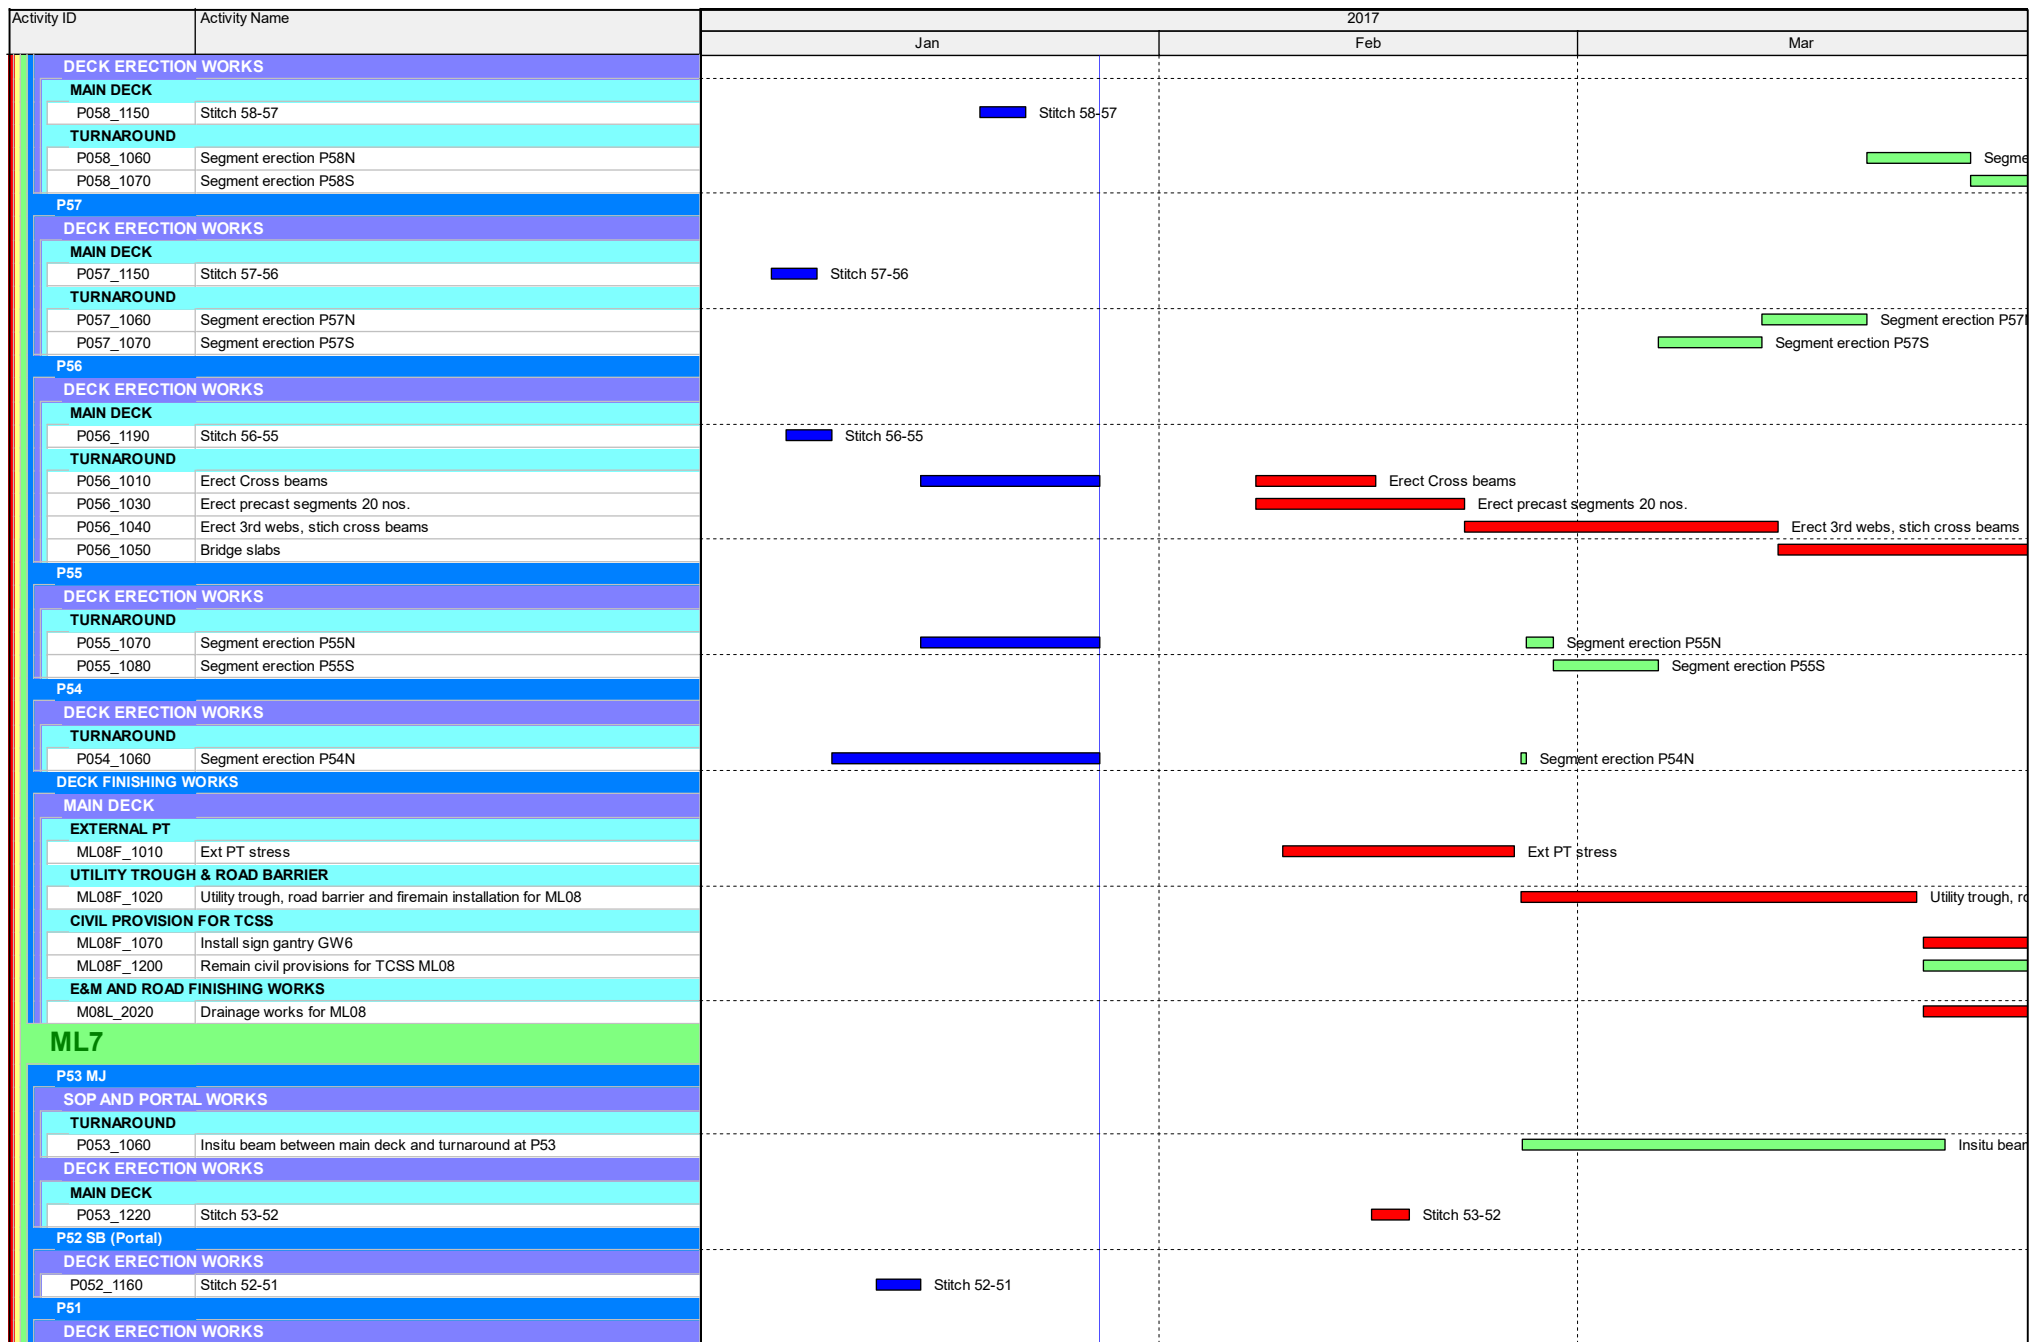 Activity ID Activity Name 2017
Jan Feb Mar
DECK ERECTION WORKS
MAIN DECK
P058_1150 Stitch 58-57 Stitch 58-57
TURNAROUND
P058_1060 Segment erection P58N Segme
P058_1070 Segment erection P58S
P57
DECK ERECTION WORKS
MAIN DECK
P057_1150 Stitch 57-56 Stitch 57-56
TURNAROUND
P057_1060 Segment erection P57N Segment erection P57N
P057_1070 Segment erection P57S Segment erection P57S
P56
DECK ERECTION WORKS
MAIN DECK
P056_1190 Stitch 56-55 Stitch 56-55
TURNAROUND
P056_1010 Erect Cross beams Erect Cross beams
P056_1030 Erect precast segments 20 nos. Erect precast segments 20 nos.
P056_1040 Erect 3rd webs, stich cross beams Erect 3rd webs, stich cross beams
P056_1050 Bridge slabs
P55
DECK ERECTION WORKS
TURNAROUND
P055_1070 Segment erection P55N Segment erection P55N
P055_1080 Segment erection P55S Segment erection P55S
P54
DECK ERECTION WORKS
TURNAROUND
P054_1060 Segment erection P54N Segment erection P54N
DECK FINISHING WORKS
MAIN DECK
EXTERNAL PT
ML08F_1010 Ext PT stress Ext PT stress
UTILITY TROUGH & ROAD BARRIER
ML08F_1020 Utility trough, road barrier and firemain installation for ML08 Utility trough, ro
CIVIL PROVISION FOR TCSS
ML08F_1070 Install sign gantry GW6
ML08F_1200 Remain civil provisions for TCSS ML08
E&M AND ROAD FINISHING WORKS
M08L_2020 Drainage works for ML08
ML7
P53 MJ
SOP AND PORTAL WORKS
TURNAROUND
P053_1060 Insitu beam between main deck and turnaround at P53 Insitu bear
DECK ERECTION WORKS
MAIN DECK
P053_1220 Stitch 53-52 Stitch 53-52
P52 SB (Portal)
DECK ERECTION WORKS
P052_1160 Stitch 52-51 Stitch 52-51
P51
DECK ERECTION WORKS